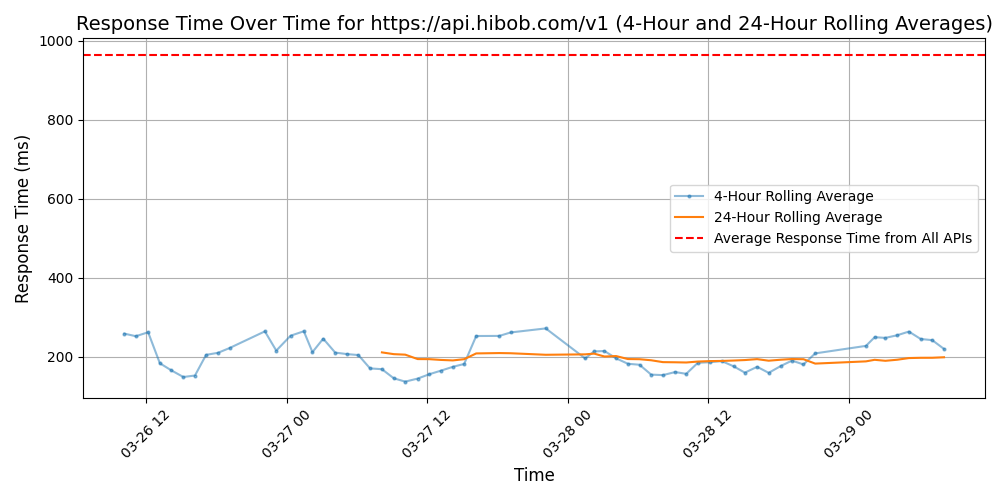 Response Time Over Time for https://api.hibob.com/v1 (4-Hour and 24-Hour Rolling Averages)
Response Time (ms)
1000
800
600
400
200
4-Hour Rolling Average
24-Hour Rolling Average
Average Response Time from All APIs
03-26 12
03-27 00
03-27 12
03-28 00
03-28 12
03-29 00
Time